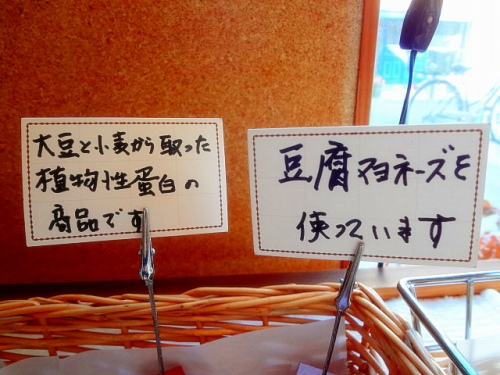 大豆と小麦から取った
植物性蛋白の
商品です
豆腐マヨネーズを
使っています